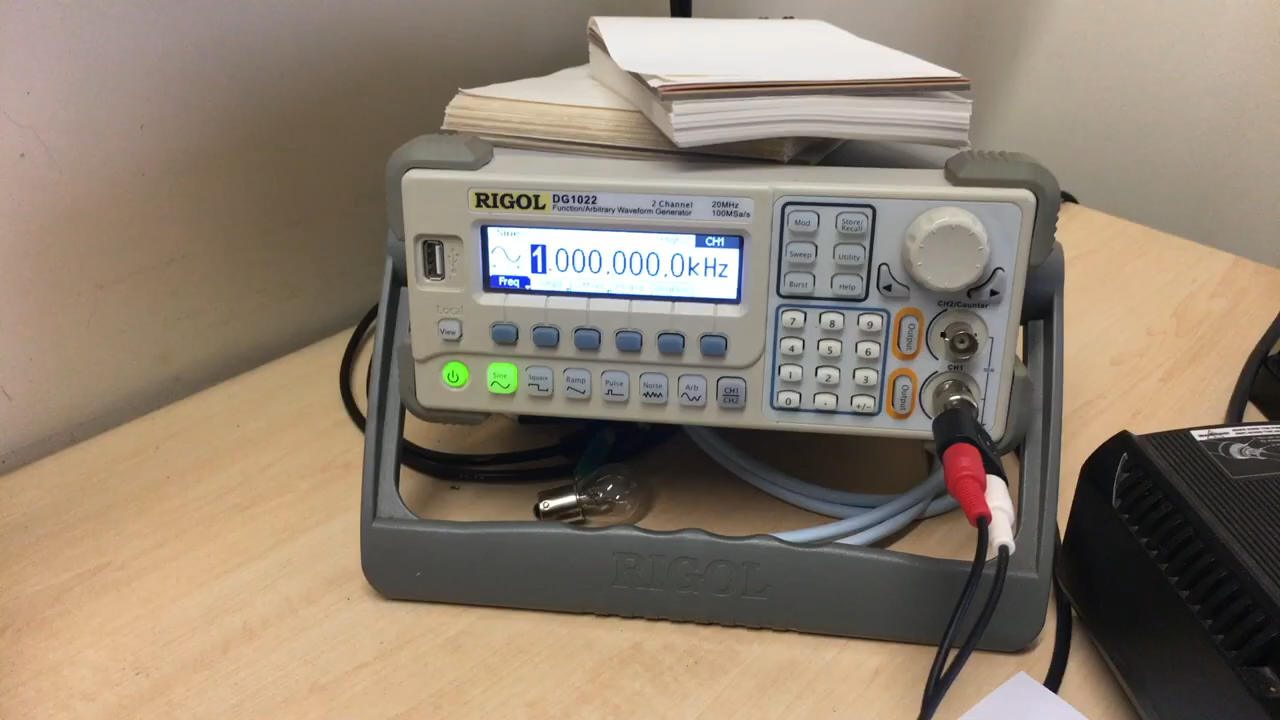 RIGOL DG1022 2 Channel 20MHz
Function/Arbitrary Waveform Generator 100MSa/s
Sine CH1
1.000,000,0kHz
Freq
Local
View
Sine
Square
Ramp
Pulse
Noise
Arb
CH1
CH2
Mod
Store/
Recall
Sweep
Utility
Burst
Help
7 8 9
4 5 6
1 2 3
0 . +/-
Output
Output
CH2/Counter
CH1
RIGOL